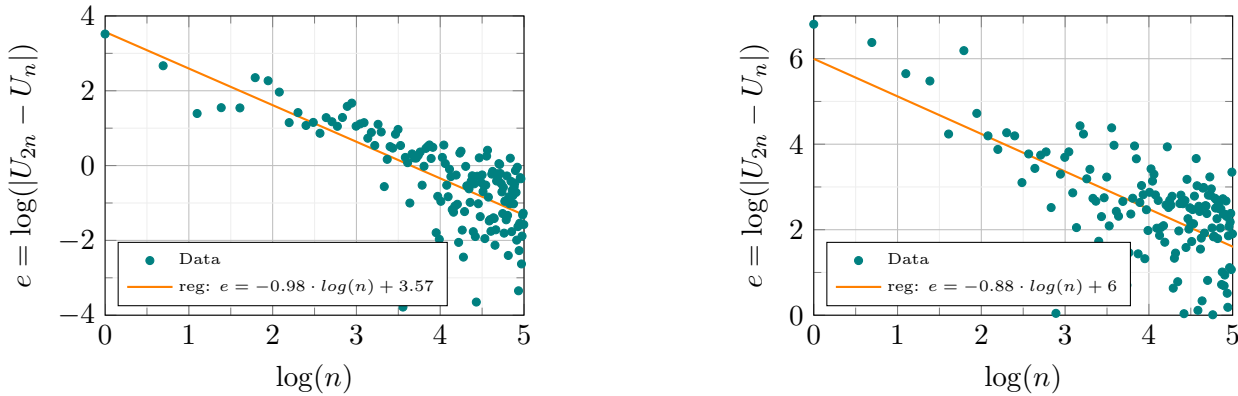 4
2
0
−2
−4
0
1
2
3
4
5
log(n)
e = log(|U_{2n} − U_n|)
Data
reg: e = −0.98 · log(n) + 3.57
6
4
2
0
0
1
2
3
4
5
log(n)
e = log(|U_{2n} − U_n|)
Data
reg: e = −0.88 · log(n) + 6